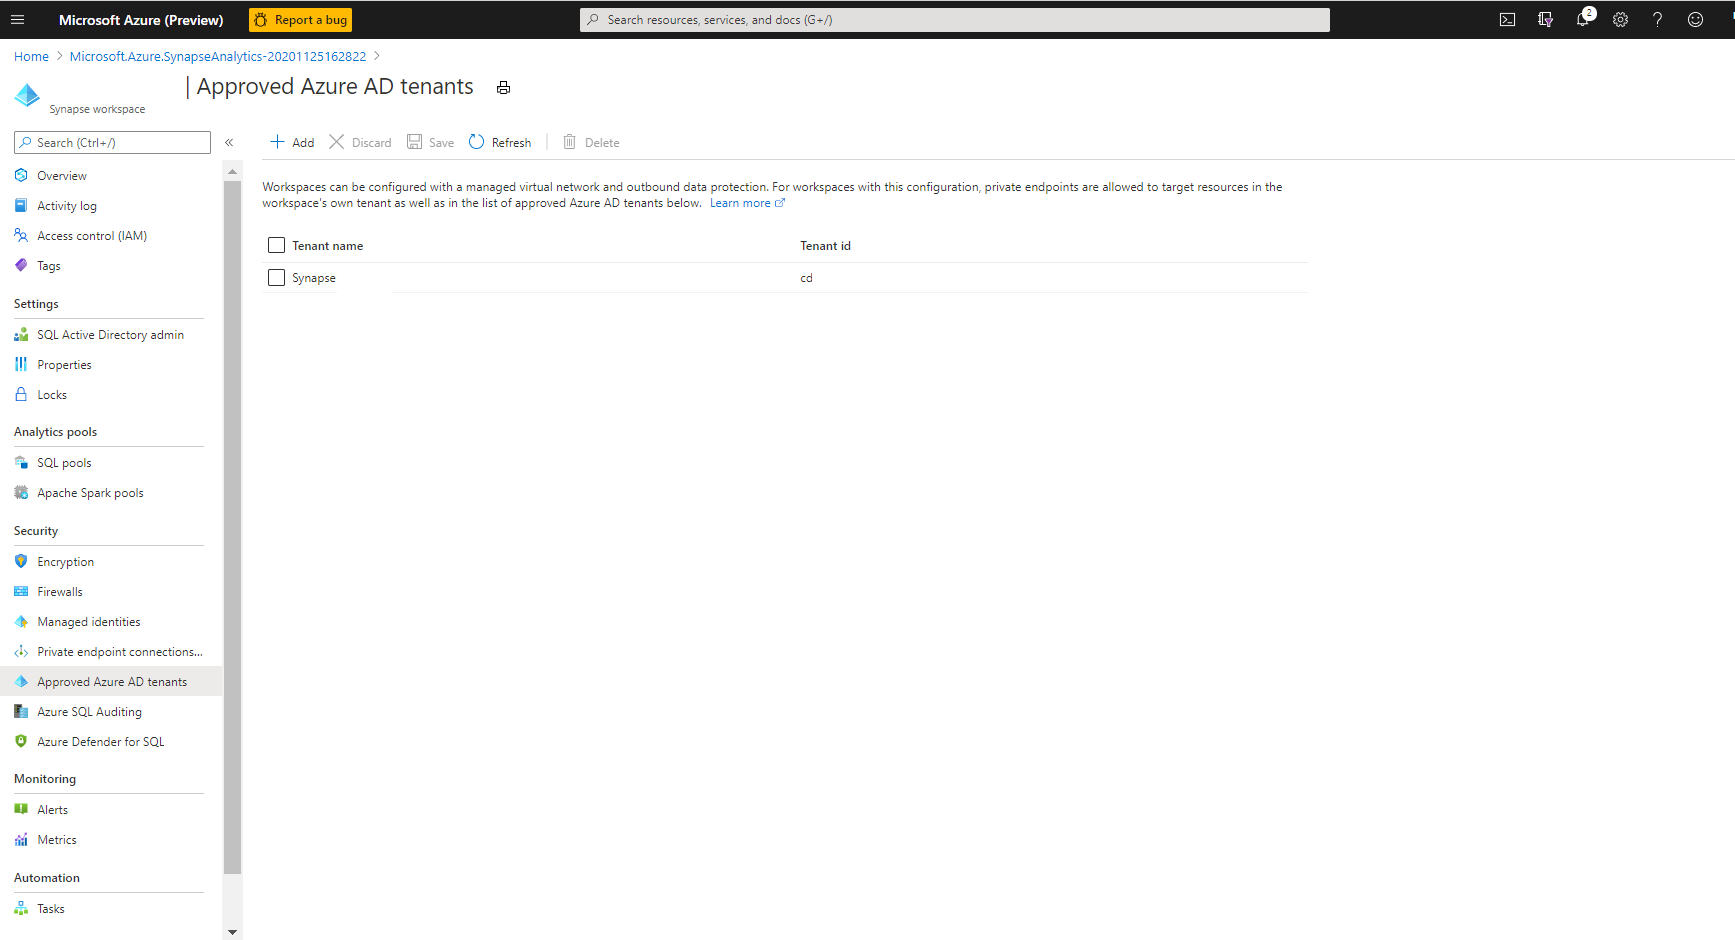 Microsoft Azure (Preview)
Report a bug
Search resources, services, and docs (G+/)
2
Home > Microsoft.Azure.SynapseAnalytics-20201125162822 >
| Approved Azure AD tenants
Synapse workspace
Search (Ctrl+/)
«
Add
Discard
Save
Refresh
Delete
Overview
Activity log
Access control (IAM)
Tags
Settings
SQL Active Directory admin
Properties
Locks
Analytics pools
SQL pools
Apache Spark pools
Security
Encryption
Firewalls
Managed identities
Private endpoint connections...
Approved Azure AD tenants
Azure SQL Auditing
Azure Defender for SQL
Monitoring
Alerts
Metrics
Automation
Tasks
Workspaces can be configured with a managed virtual network and outbound data protection. For workspaces with this configuration, private endpoints are allowed to target resources in the
workspace's own tenant as well as in the list of approved Azure AD tenants below. Learn more
Tenant name
Tenant id
Synapse
cd